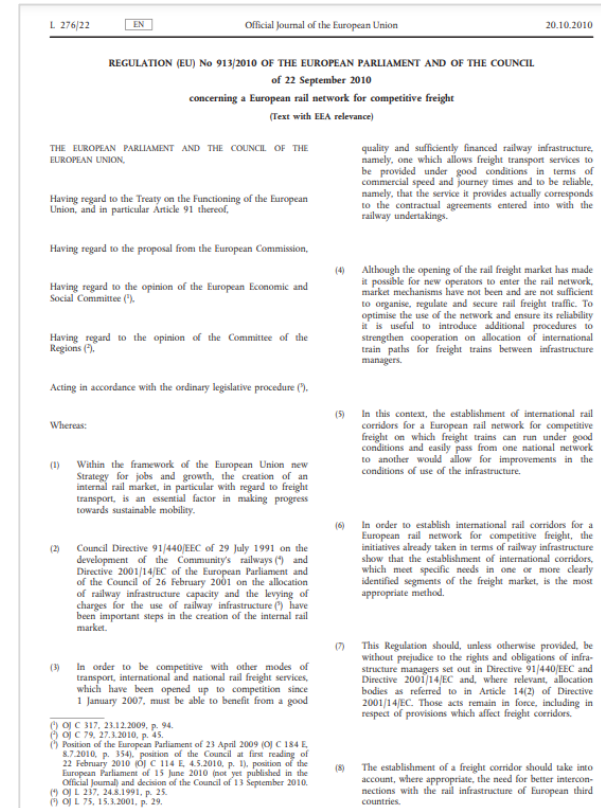 L 276/22
EN
Official Journal of the European Union
20.10.2010
REGULATION (EU) No 913/2010 OF THE EUROPEAN PARLIAMENT AND OF THE COUNCIL
of 22 September 2010
concerning a European rail network for competitive freight
(Text with EEA relevance)
THE EUROPEAN PARLIAMENT AND THE COUNCIL OF THE
EUROPEAN UNION,
Having regard to the Treaty on the Functioning of the European
Union, and in particular Article 91 thereof,
Having regard to the proposal from the European Commission,
Having regard to the opinion of the European Economic and
Social Committee (1),
Having regard to the opinion of the Committee of the
Regions (2),
Acting in accordance with the ordinary legislative procedure (3),
Whereas:
(1) Within the framework of the European Union new
Strategy for jobs and growth, the creation of an
internal rail market, in particular with regard to freight
transport, is an essential factor in making progress
towards sustainable mobility.
(2) Council Directive 91/440/EEC of 29 July 1991 on the
development of the Community's railways (4) and
Directive 2001/14/EC of the European Parliament and
of the Council of 26 February 2001 on the allocation
of railway infrastructure capacity and the levying of
charges for the use of railway infrastructure (5) have
been important steps in the creation of the internal rail
market.
(3) In order to be competitive with other modes of
transport, international and national rail freight services,
which have been opened up to competition since
1 January 2007, must be able to benefit from a good
(1) OJ C 317, 23.12.2009, p. 94.
(2) OJ C 79, 27.3.2010, p. 45.
(3) Position of the European Parliament of 23 April 2009 (OJ C 184 E,
8.7.2010, p. 354), position of the Council at first reading of
22 February 2010 (OJ C 114 E, 4.5.2010, p. 1), position of the
European Parliament of 15 June 2010 (not yet published in the
Official Journal) and decision of the Council of 13 September 2010.
(4) OJ L 237, 24.8.1991, p. 25.
(5) OJ L 75, 15.3.2001, p. 29.
quality and sufficiently financed railway infrastructure,
namely, one which allows freight transport services to
be provided under good conditions in terms of
commercial speed and journey times and to be reliable,
namely, that the service it provides actually corresponds
to the contractual agreements entered into with the
railway undertakings.
(4) Although the opening of the rail freight market has made
it possible for new operators to enter the rail network,
market mechanisms have not been and are not sufficient
to organise, regulate and secure rail freight traffic. To
optimise the use of the network and ensure its reliability
it is useful to introduce additional procedures to
strengthen cooperation on allocation of international
train paths for freight trains between infrastructure
managers.
(5) In this context, the establishment of international rail
corridors for a European rail network for competitive
freight on which freight trains can run under good
conditions and easily pass from one national network
to another would allow for improvements in the
conditions of use of the infrastructure.
(6) In order to establish international rail corridors for a
European rail network for competitive freight, the
initiatives already taken in terms of railway infrastructure
show that the establishment of international corridors,
which meet specific needs in one or more clearly
identified segments of the freight market, is the most
appropriate method.
(7) This Regulation should, unless otherwise provided, be
without prejudice to the rights and obligations of infra-
structure managers set out in Directive 91/440/EEC and
Directive 2001/14/EC and, where relevant, allocation
bodies as referred to in Article 14(2) of Directive
2001/14/EC. Those acts remain in force, including in
respect of provisions which affect freight corridors.
(8) The establishment of a freight corridor should take into
account, where appropriate, the need for better intercon-
nections with the rail infrastructure of European third
countries.